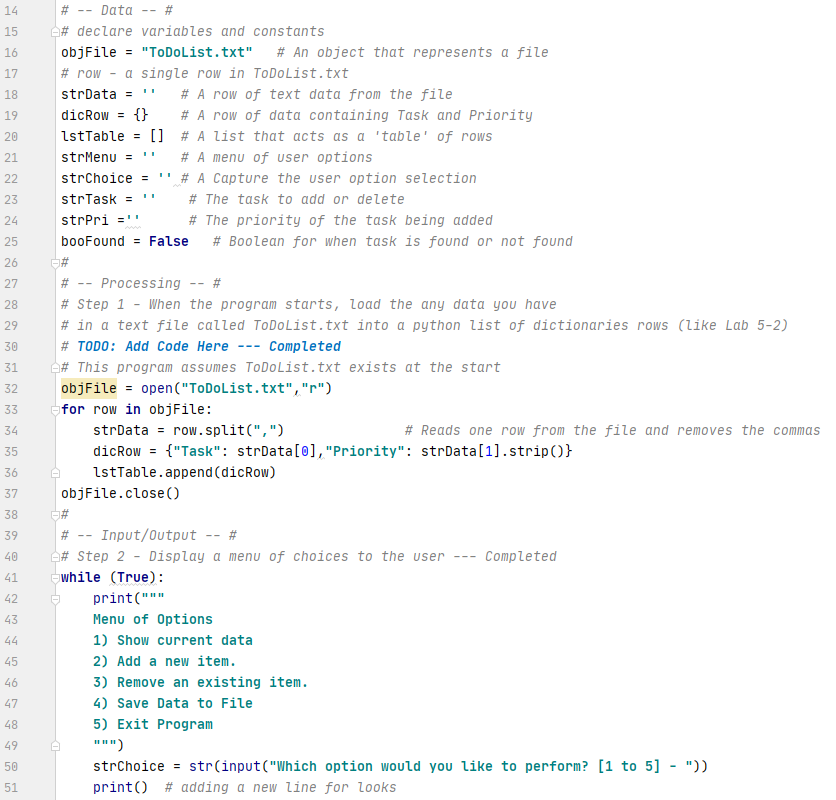 14 # -- Data -- #
15 # declare variables and constants
16 objFile = "ToDoList.txt"   # An object that represents a file
17 # row - a single row in ToDoList.txt
18 strData = ''   # A row of text data from the file
19 dicRow = {}    # A row of data containing Task and Priority
20 lstTable = []  # A list that acts as a 'table' of rows
21 strMenu = ''   # A menu of user options
22 strChoice = '' # A Capture the user option selection
23 strTask = ''    # The task to add or delete
24 strPri =''      # The priority of the task being added
25 booFound = False   # Boolean for when task is found or not found
26 #
27 # -- Processing -- #
28 # Step 1 - When the program starts, load the any data you have
29 # in a text file called ToDoList.txt into a python list of dictionaries rows (like Lab 5-2)
30 # TODO: Add Code Here --- Completed
31 # This program assumes ToDoList.txt exists at the start
32 objFile = open("ToDoList.txt","r")
33 for row in objFile:
34     strData = row.split(",")               # Reads one row from the file and removes the commas
35     dicRow = {"Task": strData[0],"Priority": strData[1].strip()}
36     lstTable.append(dicRow)
37 objFile.close()
38 #
39 # -- Input/Output -- #
40 # Step 2 - Display a menu of choices to the user --- Completed
41 while (True):
42     print("""
43     Menu of Options
44     1) Show current data
45     2) Add a new item.
46     3) Remove an existing item.
47     4) Save Data to File
48     5) Exit Program
49     """)
50     strChoice = str(input("Which option would you like to perform? [1 to 5] - "))
51     print()  # adding a new line for looks